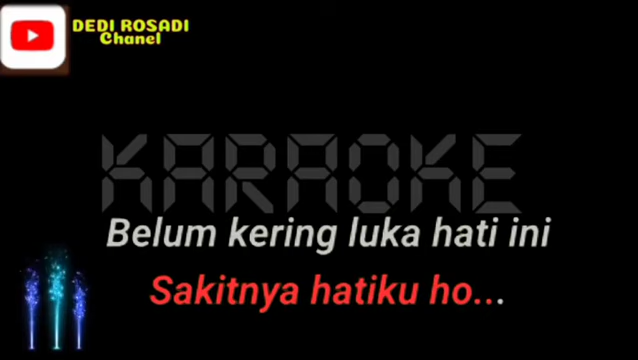 DEDI ROSADI
Chanel
KARAOKE
Belum kering luka hati ini
Sakitnya hatiku ho...